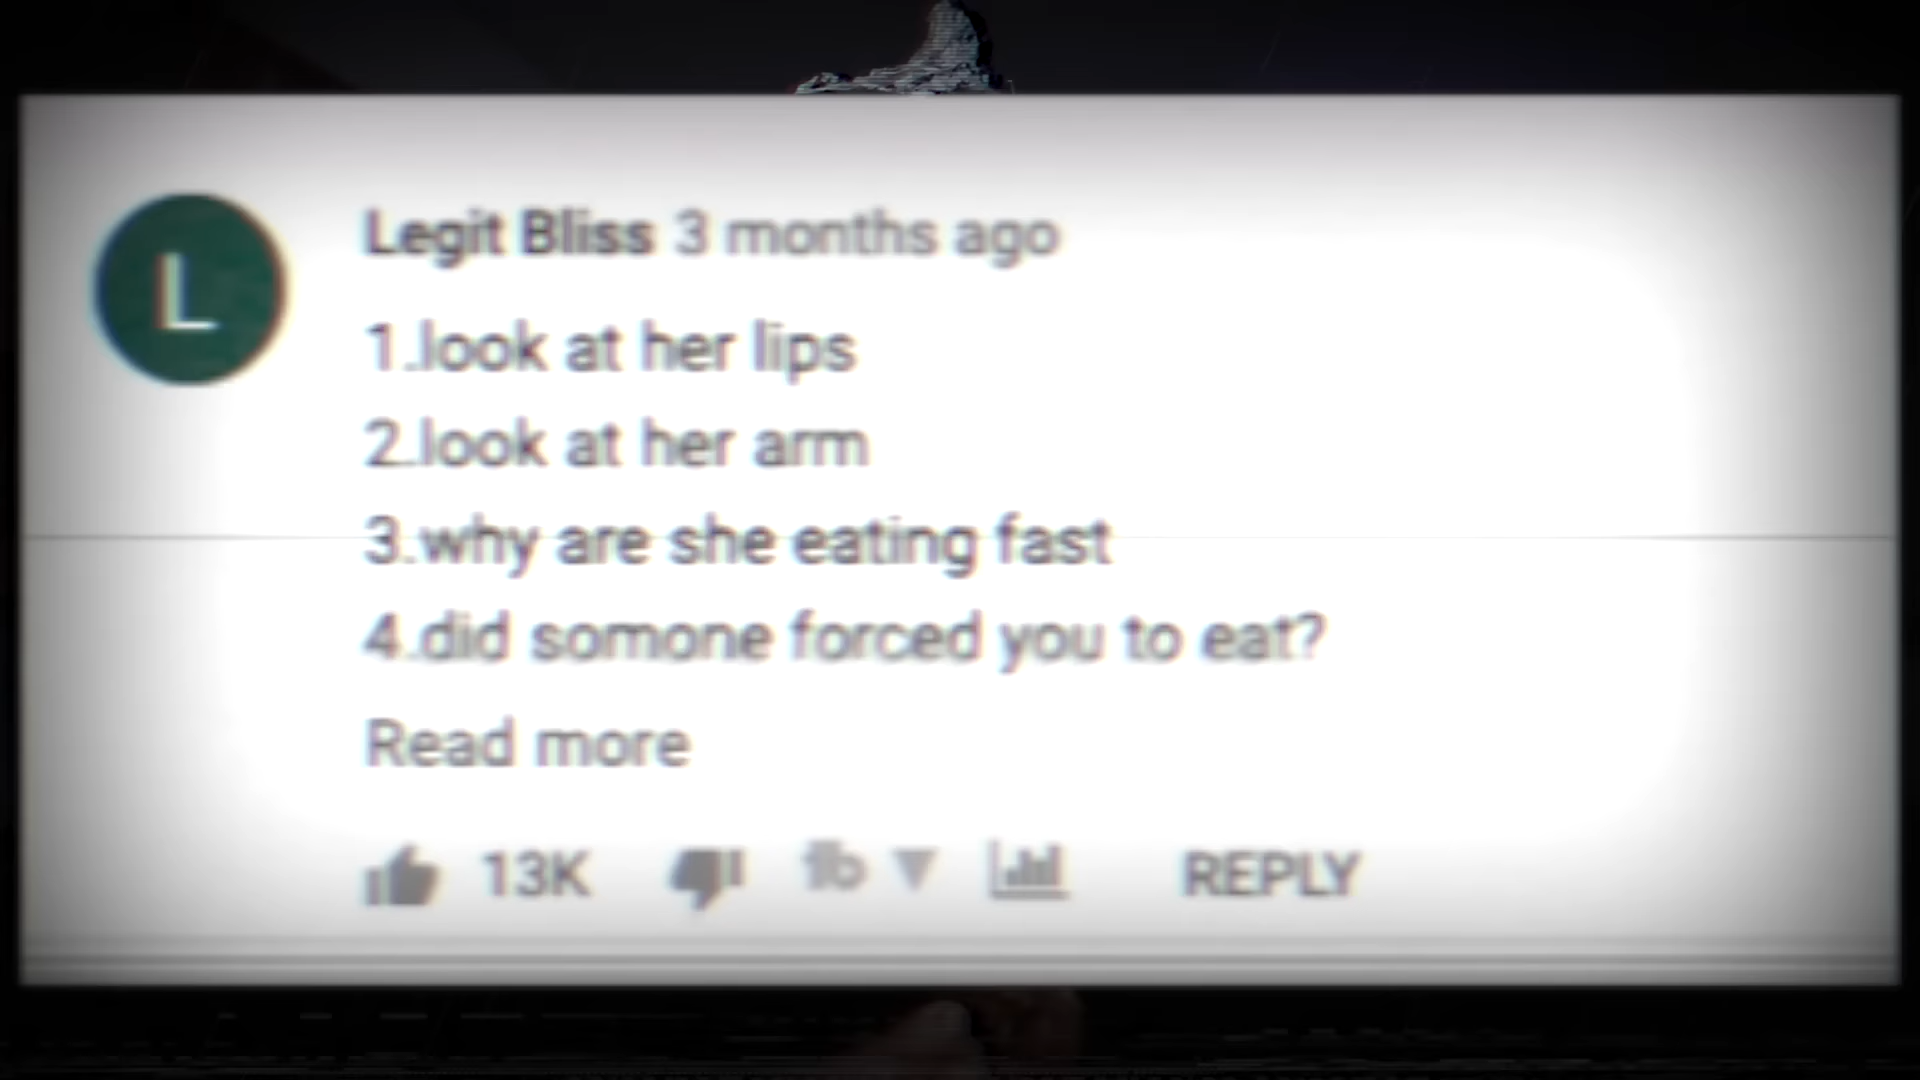 L
Legit Bliss 3 months ago
1.look at her lips
2.look at her arm
3.why are she eating fast
4.did somone forced you to eat?
Read more
13K REPLY